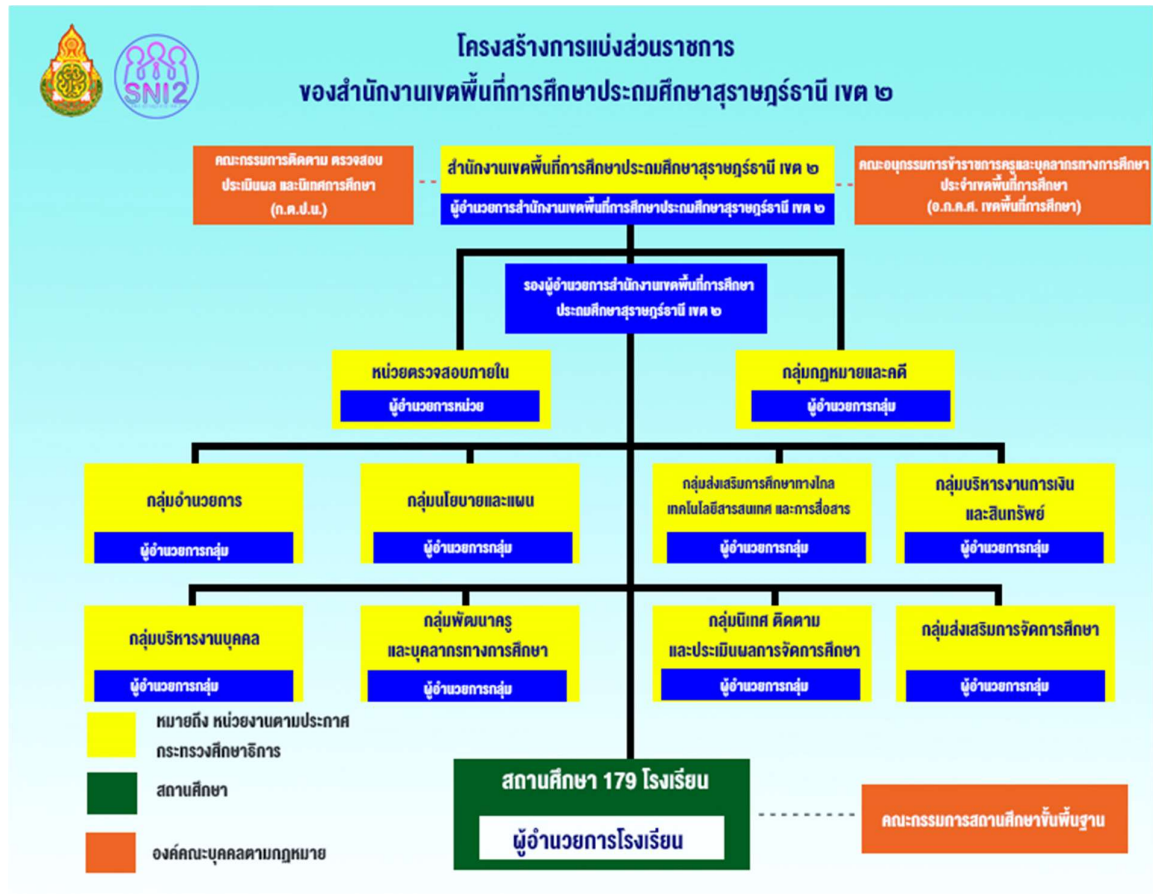 SNI2
โครงสร้างการแบ่งส่วนราชการ
ของสำนักงานเขตพื้นที่การศึกษาประถมศึกษาสุราษฎร์ธานี เขต ๒
คณะกรรมการติดตาม ตรวจสอบ
ประเมินผล และนิเทศการศึกษา
(ก.ต.ป.น.)
สำนักงานเขตพื้นที่การศึกษาประถมศึกษาสุราษฎร์ธานี เขต ๒
ผู้อำนวยการสำนักงานเขตพื้นที่การศึกษาประถมศึกษาสุราษฎร์ธานี เขต ๒
คณะอนุกรรมการข้าราชการครูและบุคลากรทางการศึกษา
ประจำเขตพื้นที่การศึกษา
(อ.ก.ค.ศ. เขตพื้นที่การศึกษา)
รองผู้อำนวยการสำนักงานเขตพื้นที่การศึกษา
ประถมศึกษาสุราษฎร์ธานี เขต ๒
หน่วยตรวจสอบภายใน
ผู้อำนวยการหน่วย
กลุ่มกฎหมายและคดี
ผู้อำนวยการกลุ่ม
กลุ่มอำนวยการ
ผู้อำนวยการกลุ่ม
กลุ่มนโยบายและแผน
ผู้อำนวยการกลุ่ม
กลุ่มส่งเสริมการศึกษาทางไกล
เทคโนโลยีสารสนเทศ และการสื่อสาร
ผู้อำนวยการกลุ่ม
กลุ่มบริหารงานการเงิน
และสินทรัพย์
ผู้อำนวยการกลุ่ม
กลุ่มบริหารงานบุคคล
ผู้อำนวยการกลุ่ม
กลุ่มพัฒนาครู
และบุคลากรทางการศึกษา
ผู้อำนวยการกลุ่ม
กลุ่มนิเทศ ติดตาม
และประเมินผลการจัดการศึกษา
ผู้อำนวยการกลุ่ม
กลุ่มส่งเสริมการจัดการศึกษา
ผู้อำนวยการกลุ่ม
หมายถึง หน่วยงานตามประกาศ
กระทรวงศึกษาธิการ
สถานศึกษา
องค์คณะบุคคลตามกฎหมาย
สถานศึกษา 179 โรงเรียน
ผู้อำนวยการโรงเรียน
คณะกรรมการสถานศึกษาขั้นพื้นฐาน